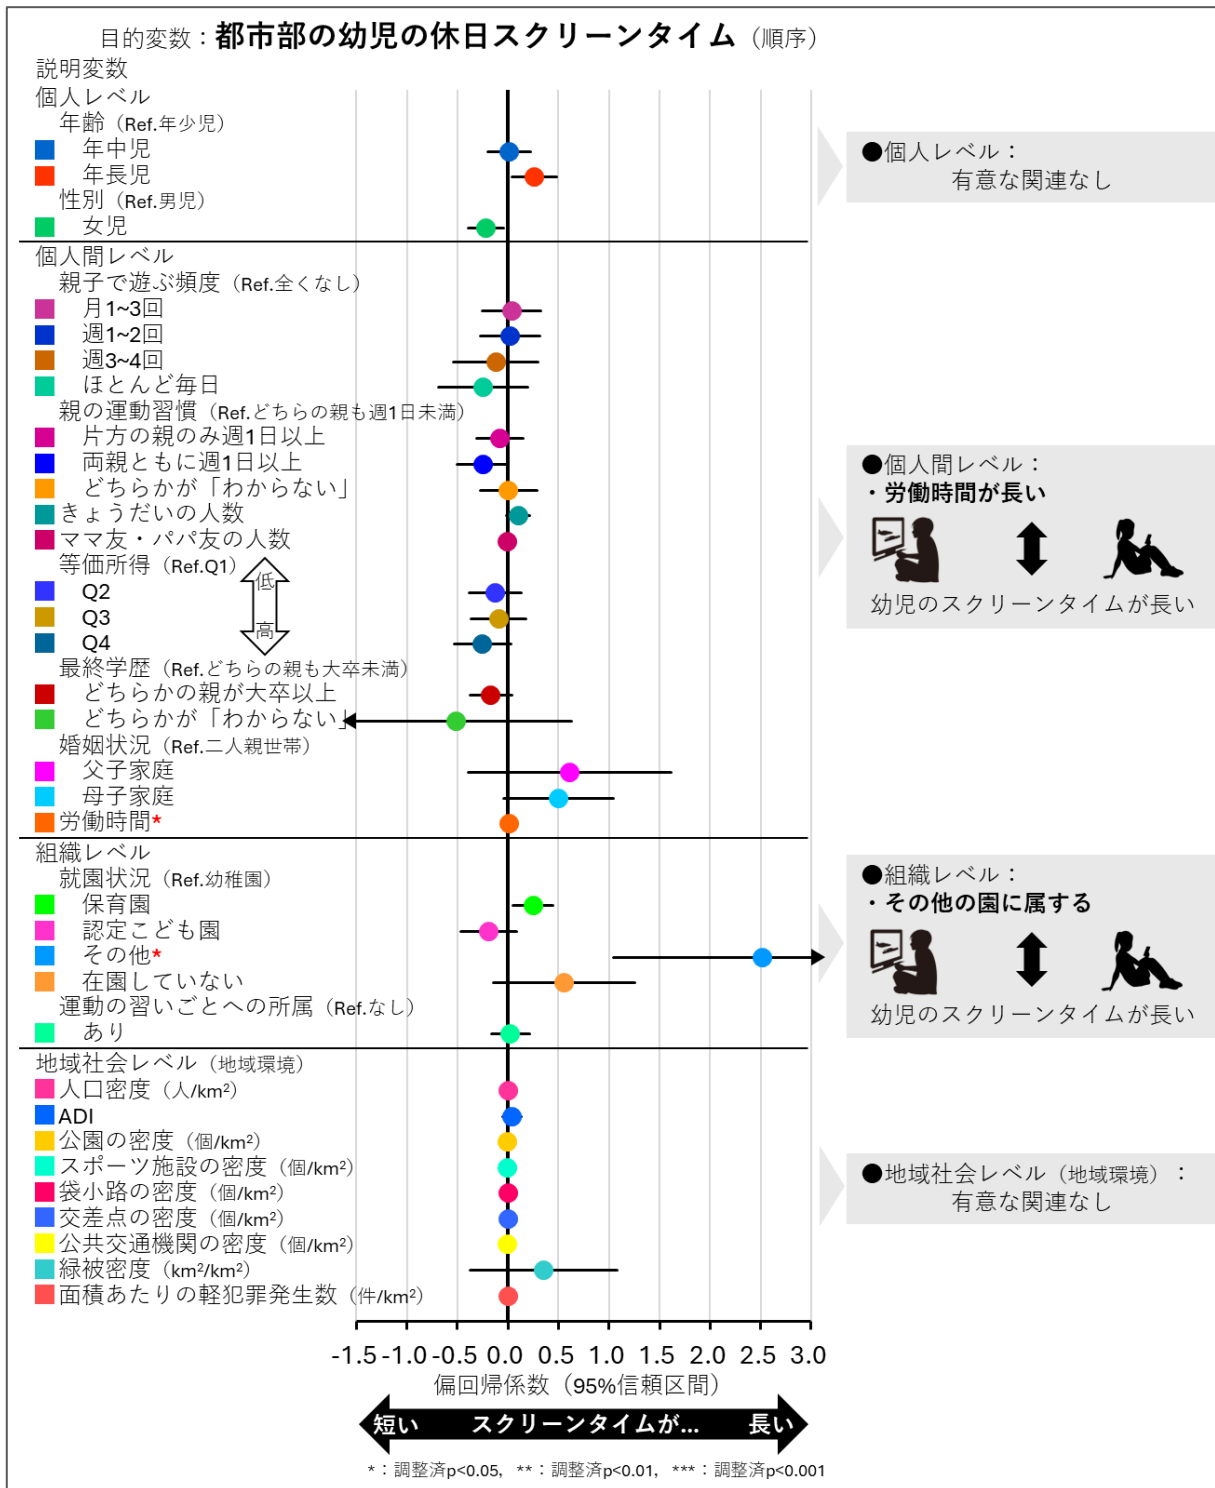 目的変数：都市部の幼児の休日スクリーンタイム（順序）
説明変数
個人レベル
年齢（Ref.年少児）
年中児
年長児
性別（Ref.男児）
女児
●個人レベル：
有意な関連なし
個人間レベル
親子で遊ぶ頻度（Ref.全くなし）
月1~3回
週1~2回
週3~4回
ほとんど毎日
親の運動習慣（Ref.どちらの親も週1日未満）
片方の親のみ週1日以上
両親ともに週1日以上
どちらかが「わからない」
きょうだいの人数
ママ友・パパ友の人数
等価所得（Ref.Q1）
低
Q2
Q3
高
Q4
最終学歴（Ref.どちらの親も大卒未満）
どちらかの親が大卒以上
どちらかが「わからない」
婚姻状況（Ref.二人親世帯）
父子家庭
母子家庭
労働時間*
●個人間レベル：
・労働時間が長い
幼児のスクリーンタイムが長い
組織レベル
就園状況（Ref.幼稚園）
保育園
認定こども園
その他*
在園していない
運動の習いごとへの所属（Ref.なし）
あり
●組織レベル：
・その他の園に属する
幼児のスクリーンタイムが長い
地域社会レベル（地域環境）
人口密度（人/km²）
ADI
公園の密度（個/km²）
スポーツ施設の密度（個/km²）
袋小路の密度（個/km²）
交差点の密度（個/km²）
公共交通機関の密度（個/km²）
緑被密度（km²/km²）
面積あたりの軽犯罪発生数（件/km²）
●地域社会レベル（地域環境）：
有意な関連なし
-1.5 -1.0 -0.5 0.0 0.5 1.0 1.5 2.0 2.5 3.0
偏回帰係数（95%信頼区間）
短い スクリーンタイムが... 長い
*：調整済p<0.05, **：調整済p<0.01, ***：調整済p<0.001